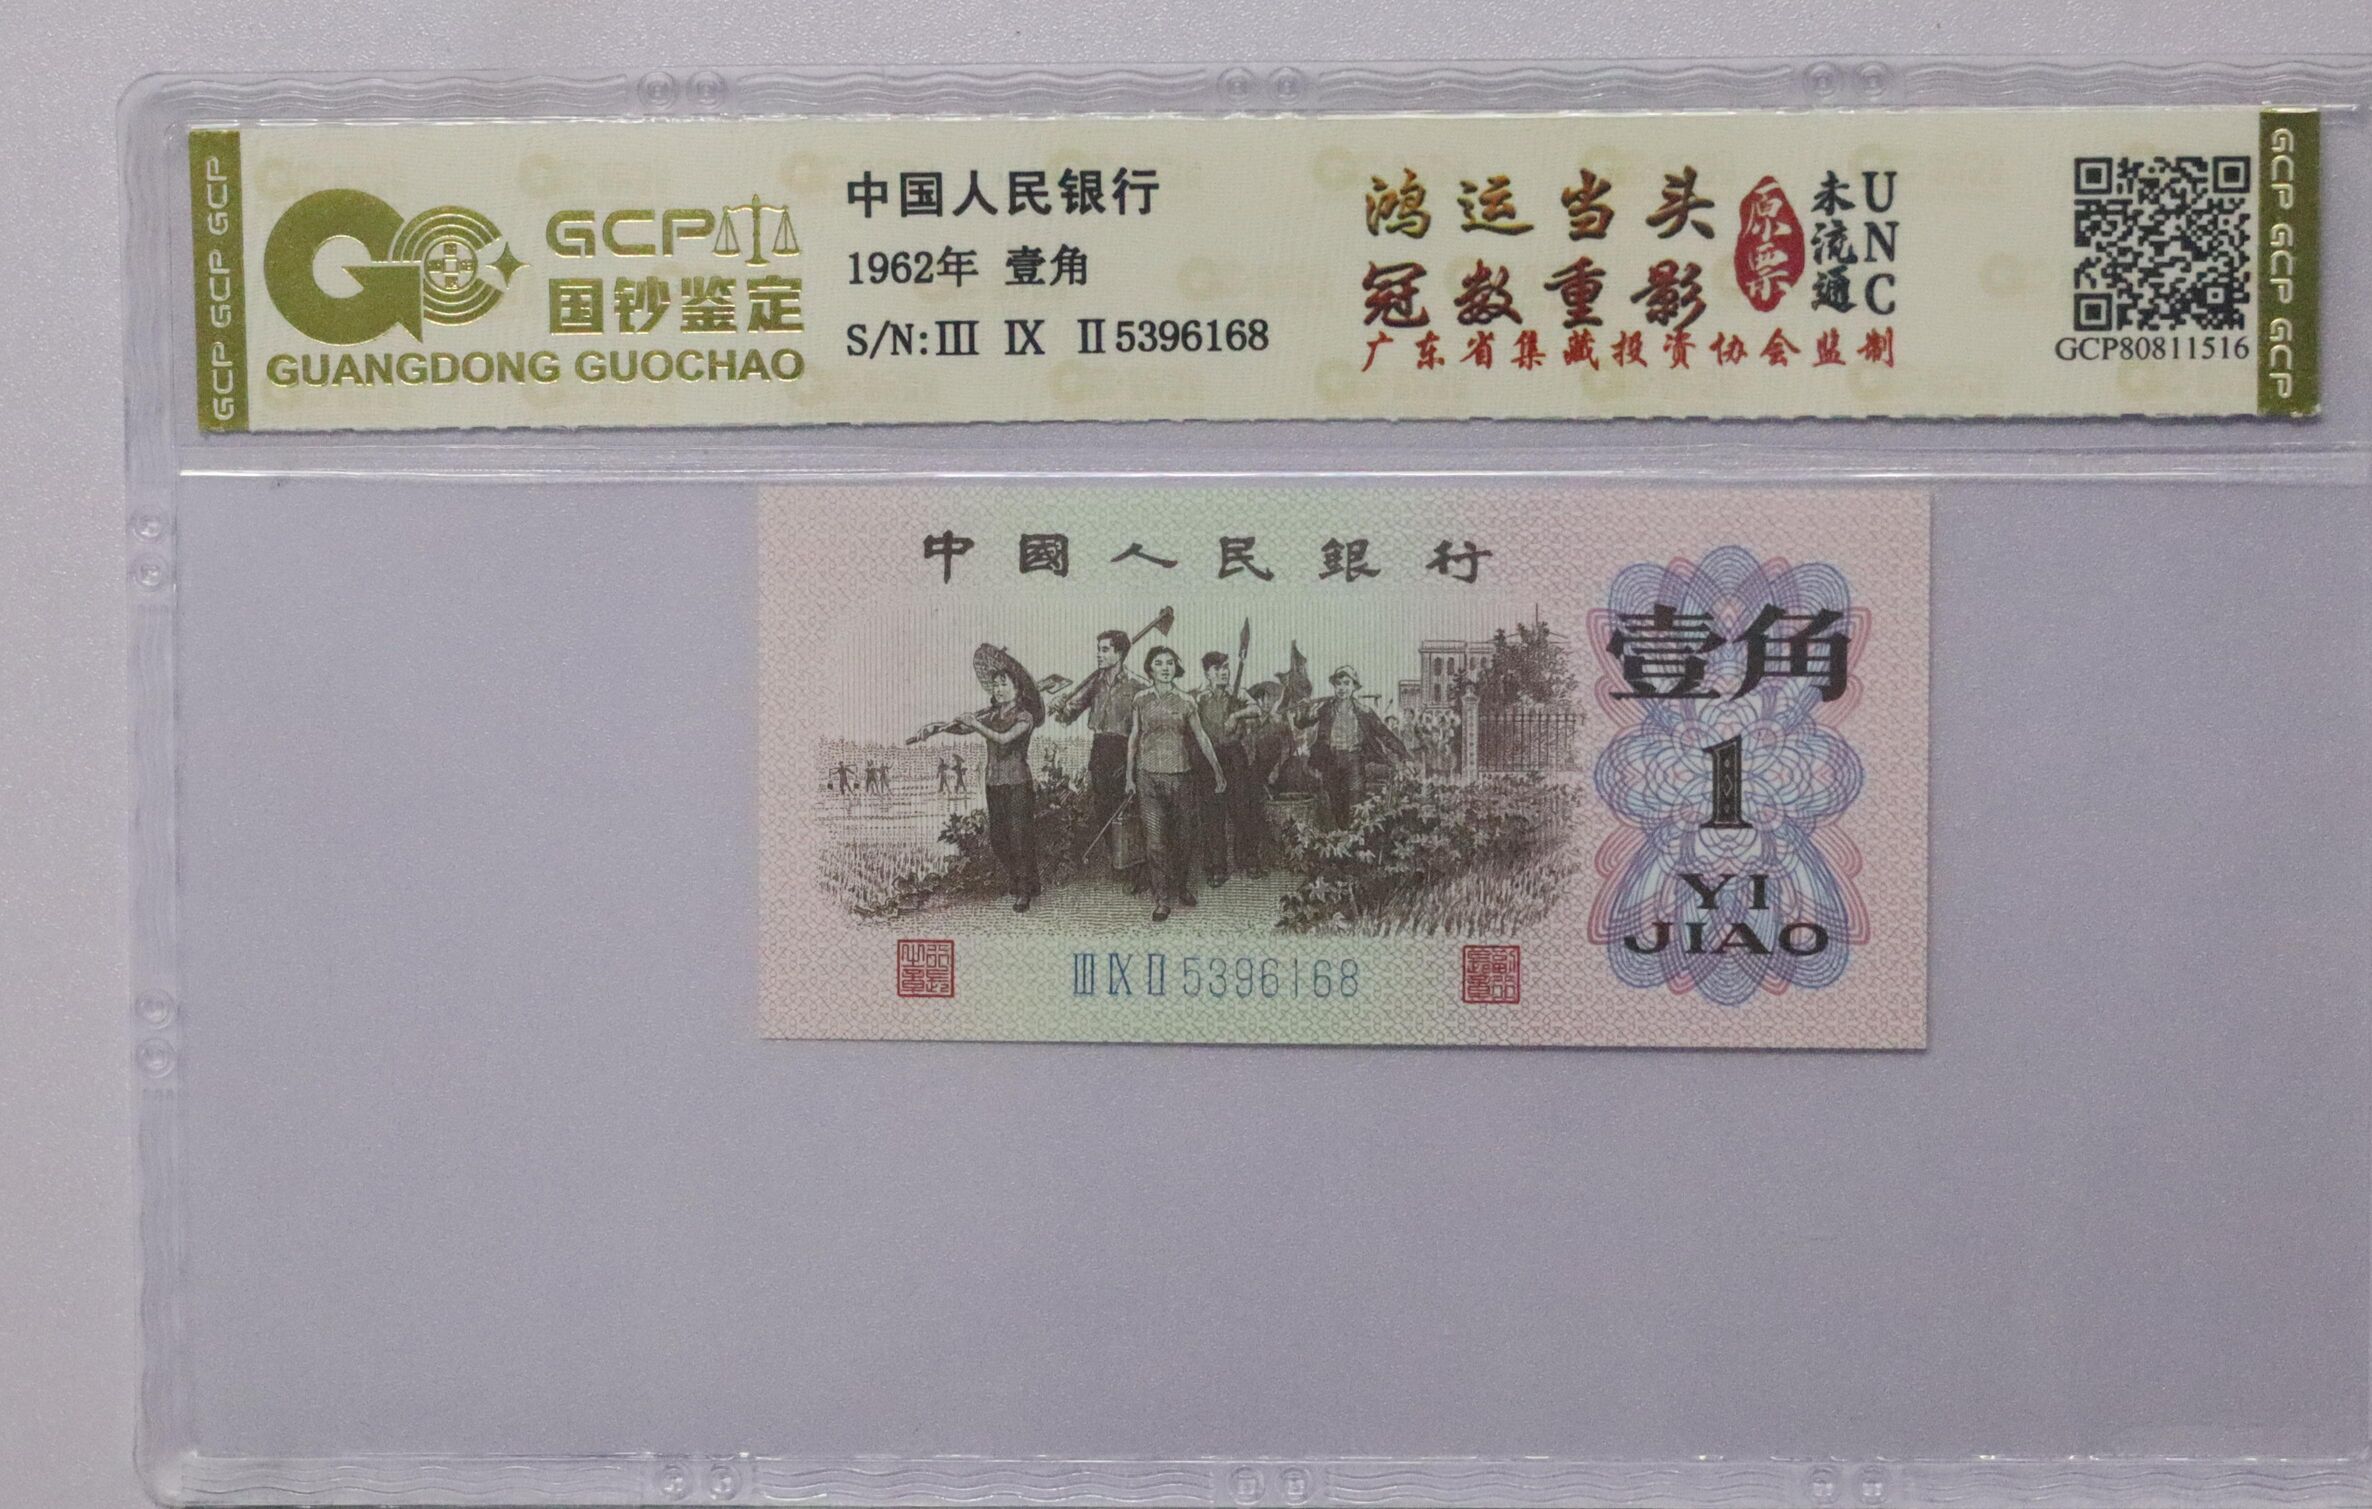 GCP GCP GCP
GCP
国钞鉴定
GUANGDONG GUOCHAO
中国人民银行
1962年 壹角
S/N:Ⅲ Ⅸ Ⅱ5396168
鸿运当头
冠数重影
原票
未流通
UNC
广东省集藏投资协会监制
GCP80811516
GCP GCP GCP
中國人民銀行
壹角
1
YI
JIAO
ⅢⅨⅡ5396168